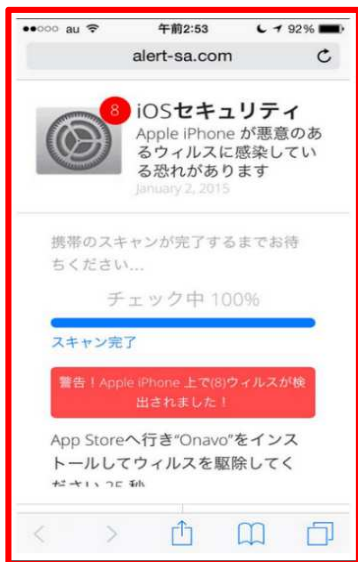 au 午前2:53 92%
alert-sa.com
8
iOSセキュリティ
Apple iPhone が悪意のあ
るウィルスに感染してい
る恐れがあります
January 2, 2015
携帯のスキャンが完了するまでお待
ちください...
チェック中 100%
スキャン完了
警告！Apple iPhone 上で(8)ウィルスが検
出されました！
App Storeへ行き“Onavo”をインス
トールしてウィルスを駆除してく
ださい 25 秒